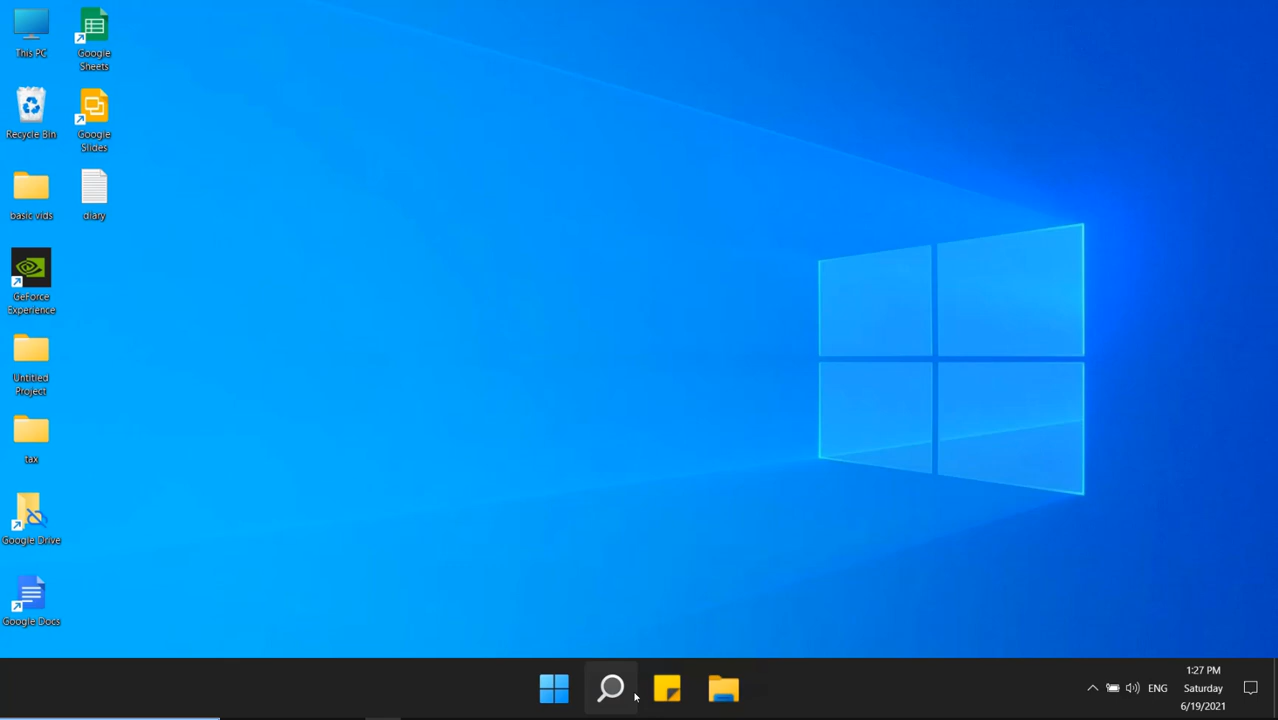 This PC
Google
Sheets
Recycle Bin
Google
Slides
basic vids
diary
GeForce
Experience
Untitled
Project
tax
Google Drive
Google Docs
1:27 PM
ENG
Saturday
6/19/2021